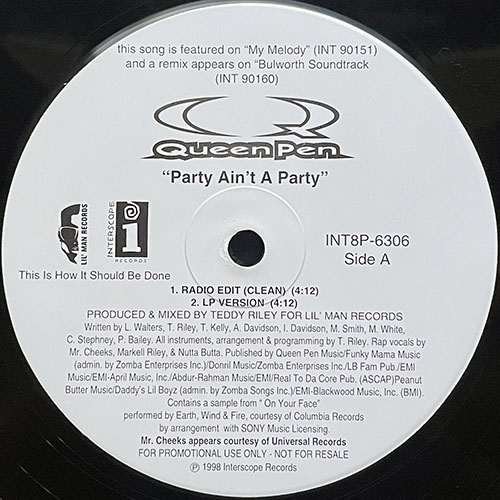 this song is featured on "My Melody" (INT 90151)
and a remix appears on "Bulworth Soundtrack
(INT 90160)
Queen Pen
"Party Ain't A Party"
LIL' MAN RECORDS
INTERSCOPE
i
RECORDS
This Is How It Should Be Done
INT8P-6306
Side A
1. RADIO EDIT (CLEAN) (4:12)
2. LP VERSION (4:12)
PRODUCED & MIXED BY TEDDY RILEY FOR LIL' MAN RECORDS
Written by L. Walters, T. Riley, T. Kelly, A. Davidson, I. Davidson, M. Smith, M. White,
C. Stephney, P. Bailey. All instruments, arrangement & programming by T. Riley. Rap vocals by
Mr. Cheeks, Markell Riley, & Nutta Butta. Published by Queen Pen Music/Funky Mama Music
(admin. by Zomba Enterprises Inc.)/Donril Music/Zomba Enterprises Inc./LB Fam Pub./EMI
Music/EMI-April Music, Inc./Abdur-Rahman Music/EMI/Real To Da Core Pub. (ASCAP)Peanut
Butter Music/Daddy's Lil Boyz (admin. by Zomba Songs Inc.)/EMI-Blackwood Music, Inc. (BMI).
Contains a sample from " On Your Face"
performed by Earth, Wind & Fire, courtesy of Columbia Records
by arrangement with SONY Music Licensing.
Mr. Cheeks appears courtesy of Universal Records
FOR PROMOTIONAL USE ONLY - NOT FOR RESALE
℗ 1998 Interscope Records